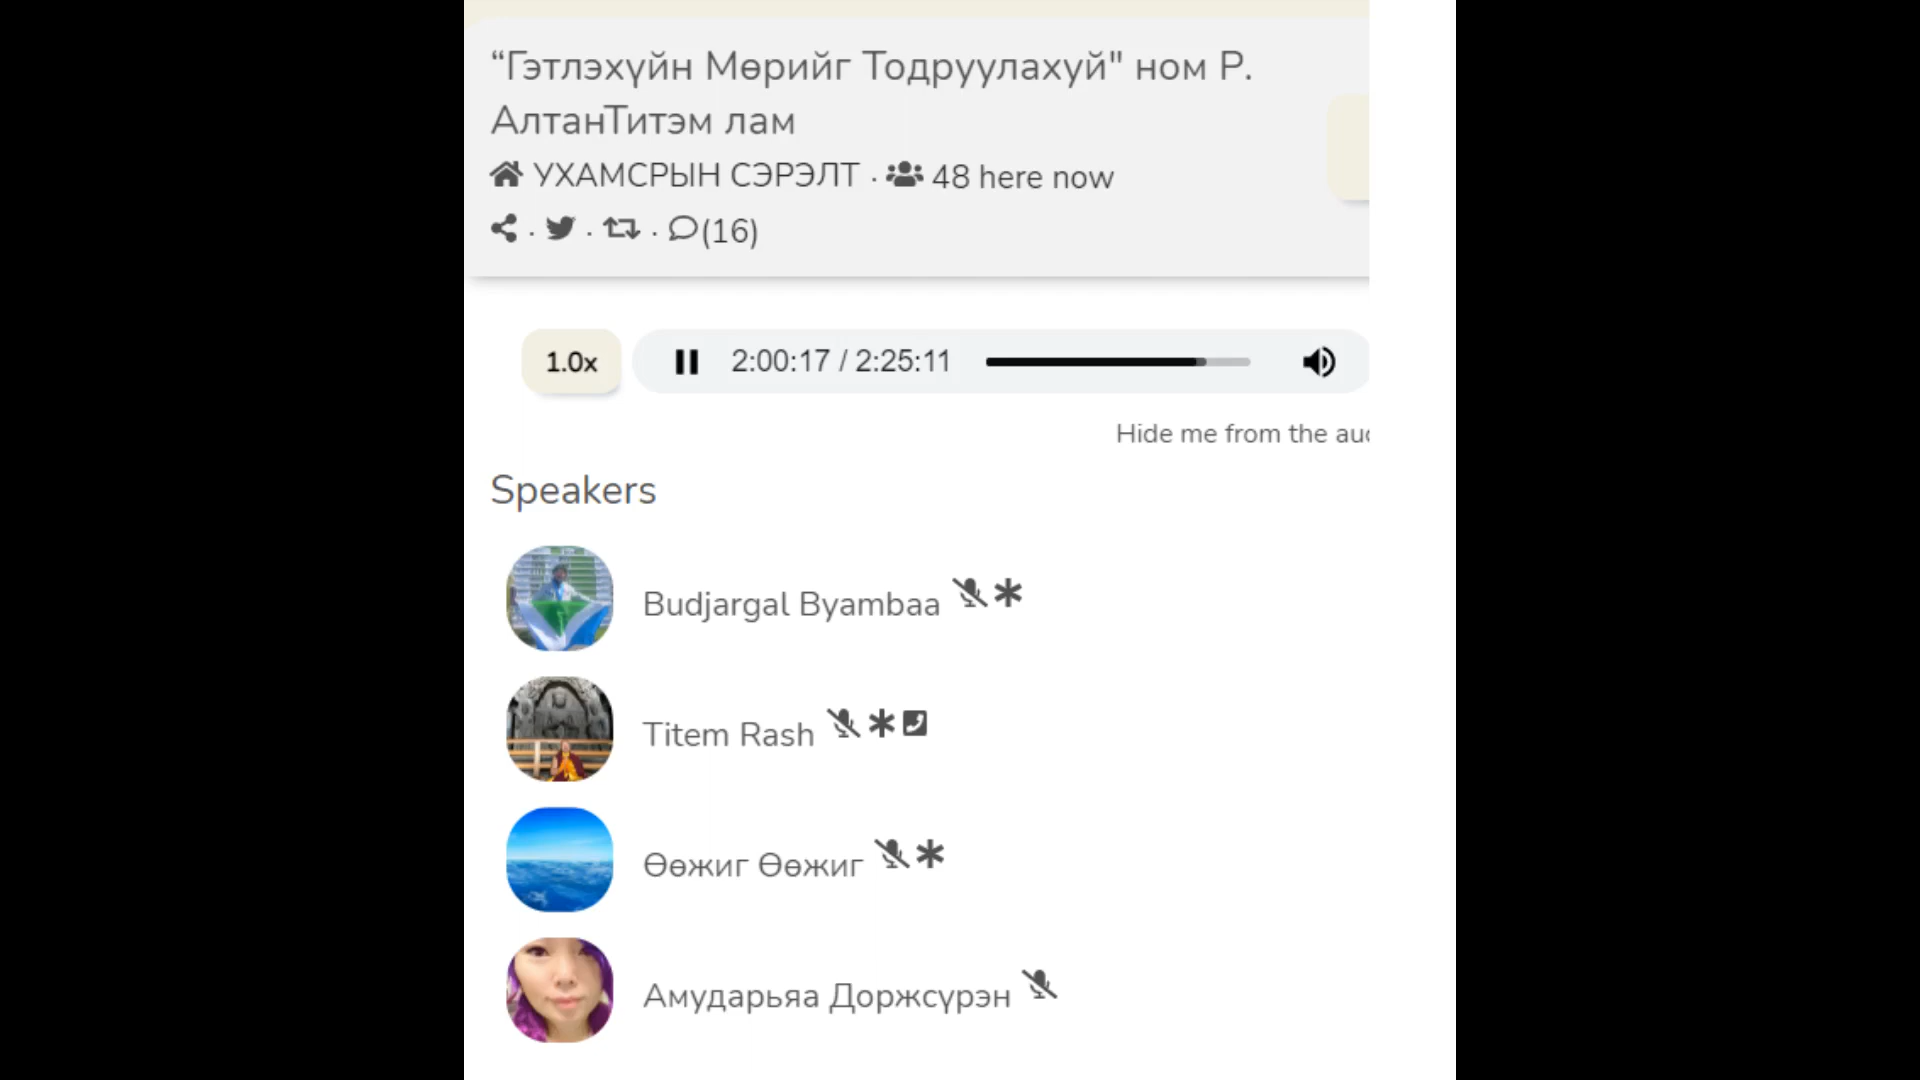 “Гэтлэхүйн Мөрийг Тодруулахуй" ном Р.
АлтанТитэм лам
УХАМСРЫН СЭРЭЛТ · 48 here now
· · · (16)
1.0x
2:00:17 / 2:25:11
Hide me from the
Speakers
Budjargal Byambaa
Titem Rash
Өөжиг Өөжиг
Амударьяа Доржсүрэн